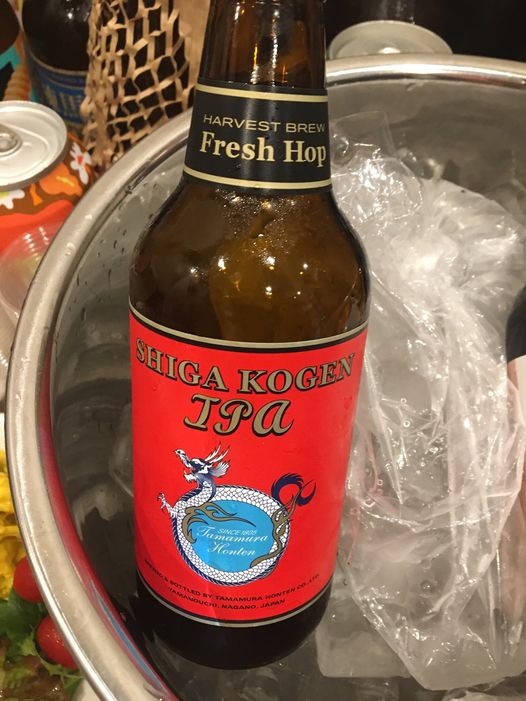 HARVEST BREW
Fresh Hop
SHIGA KOGEN
IPA
SINCE 1805
Tamamura
Honten
BREWED & BOTTLED BY TAMAMURA HONTEN CO.,LTD.
YAMANOUCHI, NAGANO, JAPAN